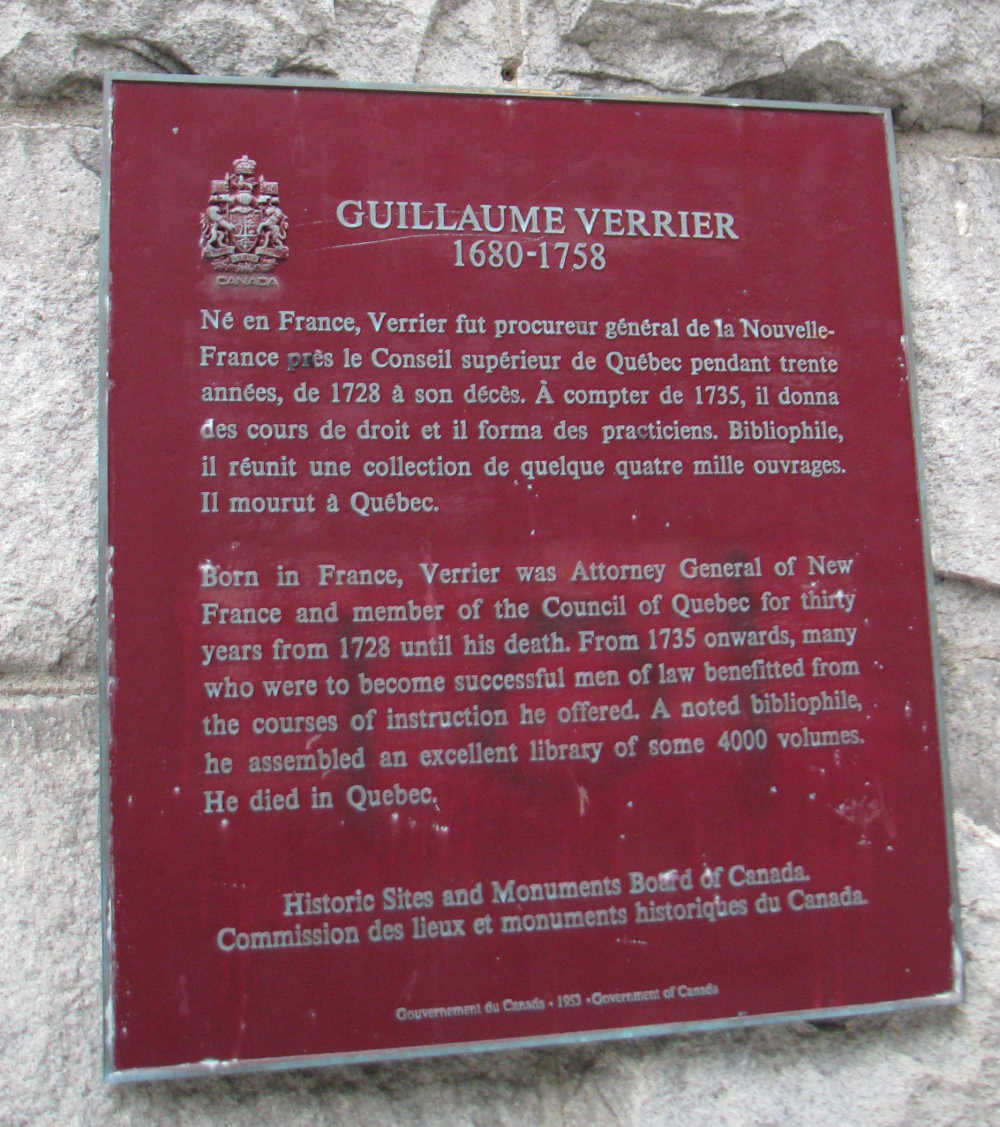 CANADA
GUILLAUME VERRIER
1680-1758
Né en France, Verrier fut procureur général de la Nouvelle-
France près le Conseil supérieur de Québec pendant trente
années, de 1728 à son décès. À compter de 1735, il donna
des cours de droit et il forma des practiciens. Bibliophile,
il réunit une collection de quelque quatre mille ouvrages.
Il mourut à Québec.
Born in France, Verrier was Attorney General of New
France and member of the Council of Quebec for thirty
years from 1728 until his death. From 1735 onwards, many
who were to become successful men of law benefitted from
the courses of instruction he offered. A noted bibliophile,
he assembled an excellent library of some 4000 volumes.
He died in Quebec.
Historic Sites and Monuments Board of Canada.
Commission des lieux et monuments historiques du Canada.
Gouvernement du Canada • 1953 • Government of Canada